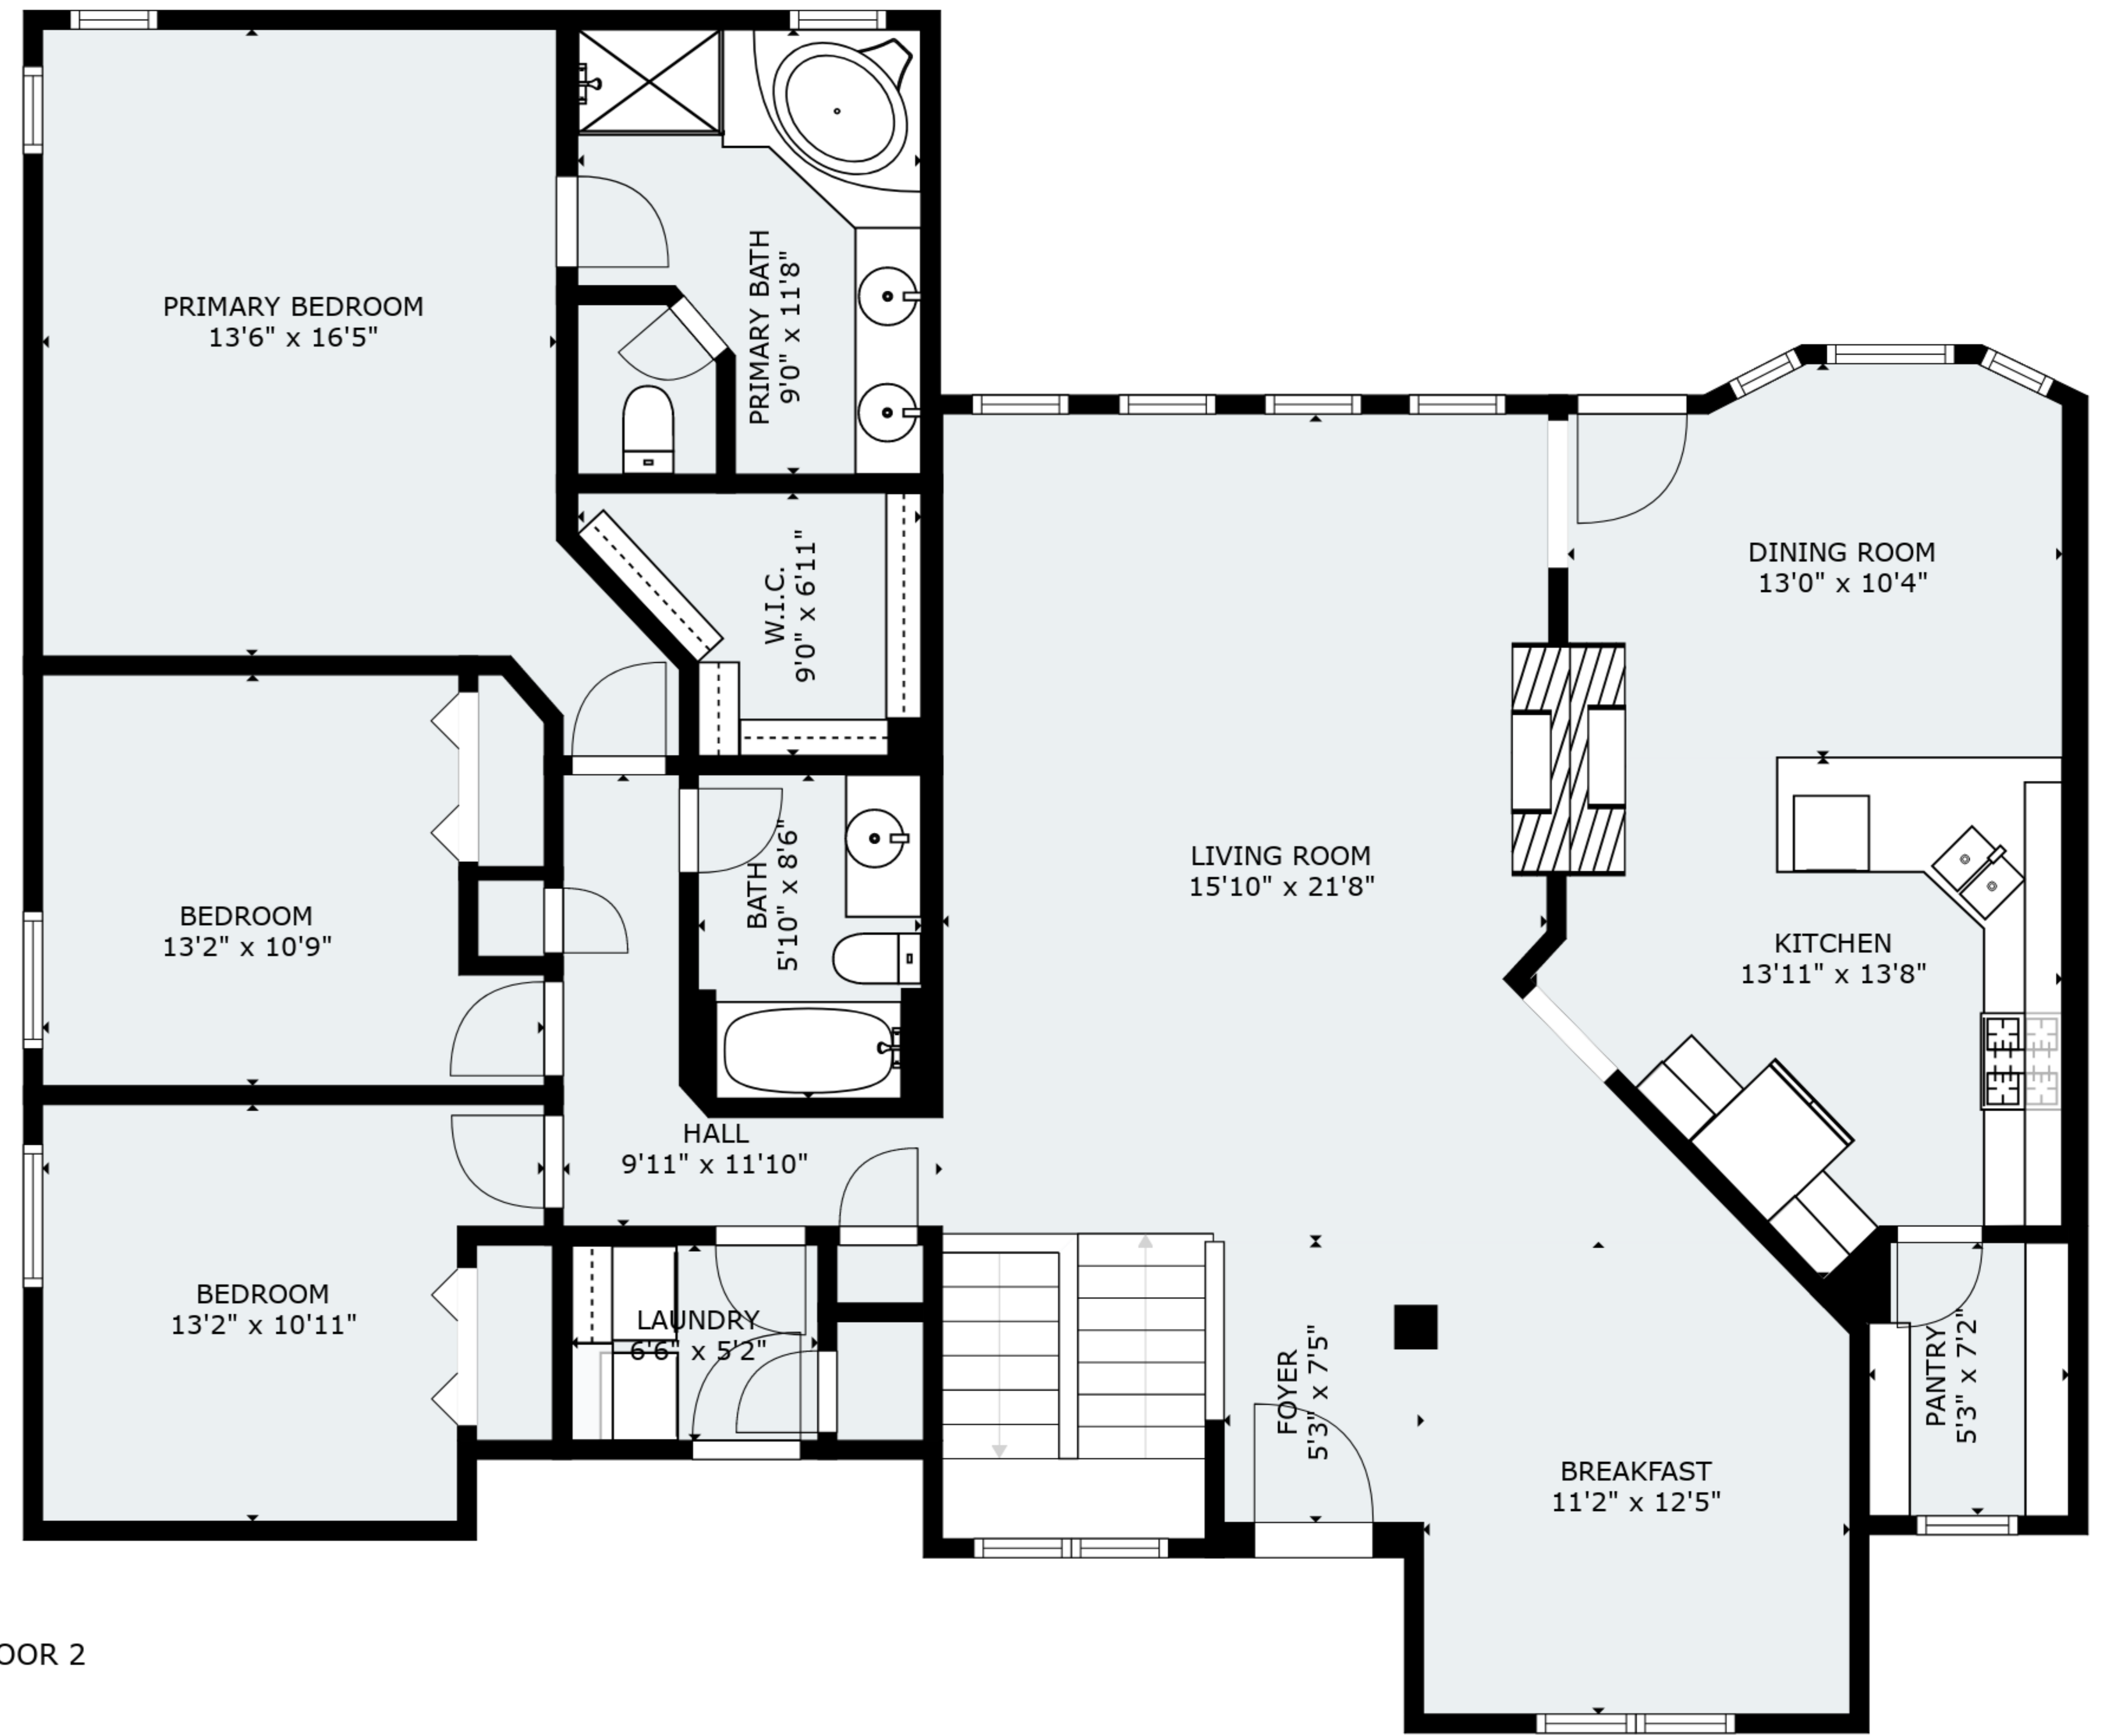 PRIMARY BEDROOM
13'6" x 16'5"
PRIMARY BATH
9'0" x 11'8"
W.I.C.
9'0" x 6'11"
DINING ROOM
13'0" x 10'4"
LIVING ROOM
15'10" x 21'8"
BEDROOM
13'2" x 10'9"
BATH
5'10" x 8'6"
KITCHEN
13'11" x 13'8"
HALL
9'11" x 11'10"
BEDROOM
13'2" x 10'11"
LAUNDRY
6'6" x 5'2"
FOYER
5'3" x 7'5"
PANTRY
5'3" x 7'2"
BREAKFAST
11'2" x 12'5"
OOR 2